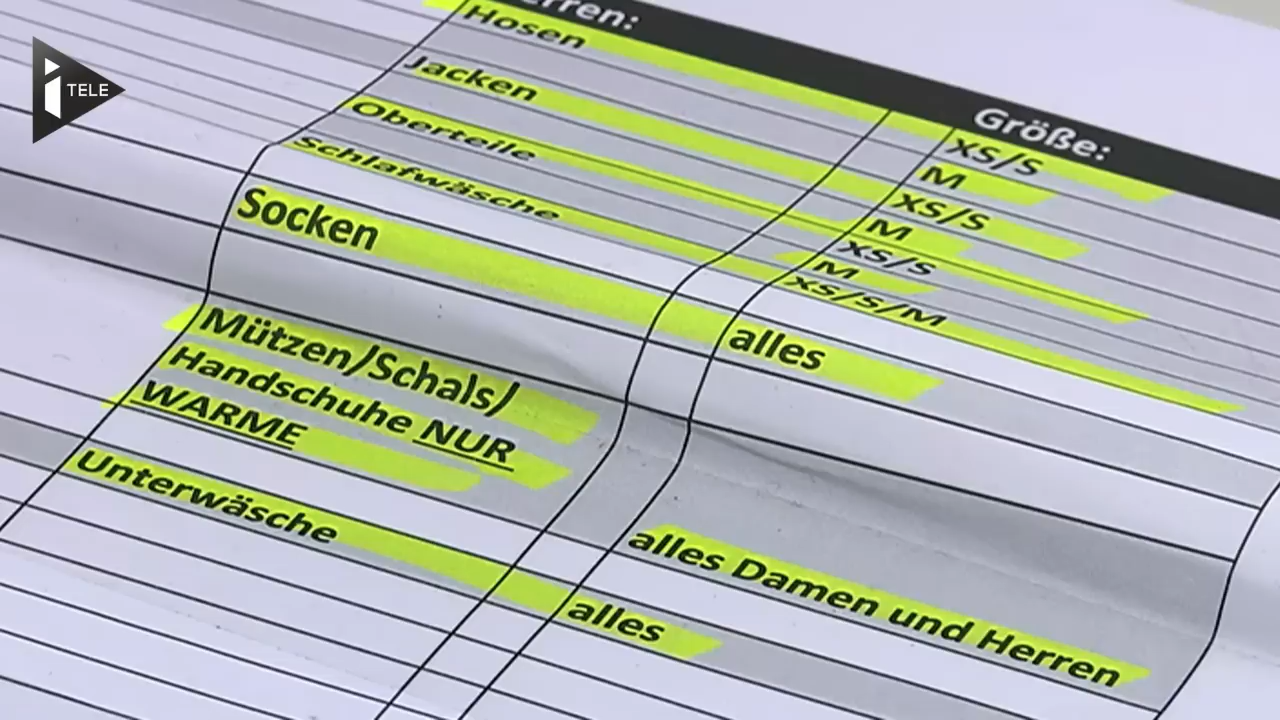 i TELE
Herren: Größe:
Hosen XS/S
M
Jacken XS/S
M
Oberteile XS/S
M
Schlafwäsche XS/S/M
Socken alles
Mützen/Schals/
Handschuhe NUR
WARME alles Damen und Herren
Unterwäsche alles